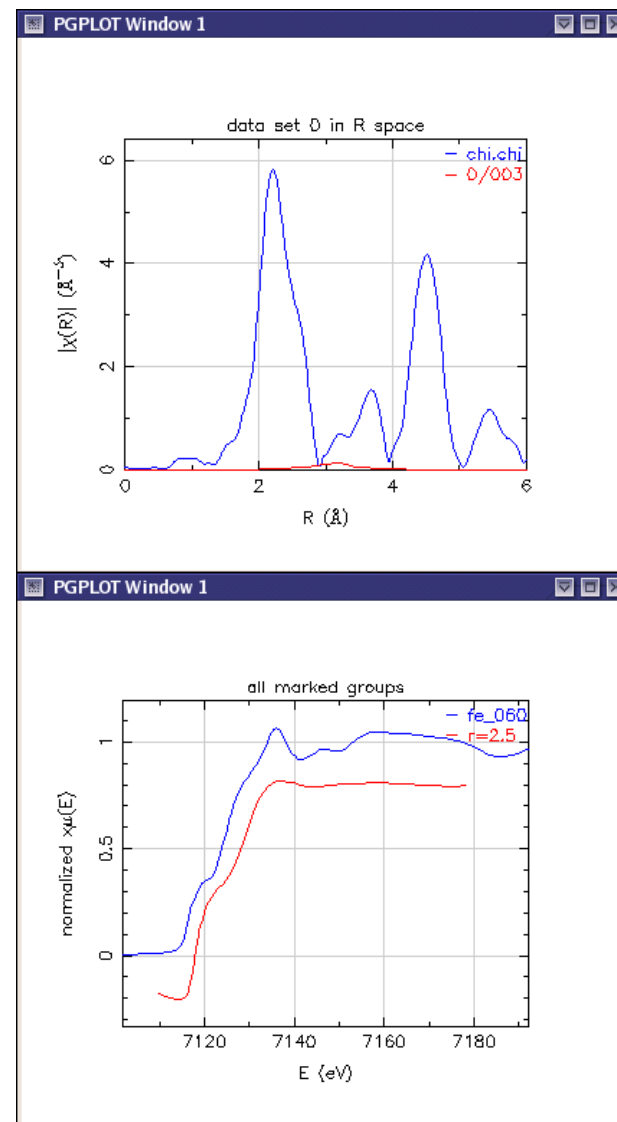 PGPLOT Window 1
data set 0 in R space
chi.chi
0/003
|χ(R)| (Å⁻³)
6
4
2
0
0 2 4 6
R (Å)
PGPLOT Window 1
all marked groups
fe_060
r=2.5
normalized xμ(E)
1
0.5
0
7120 7140 7160 7180
E (eV)